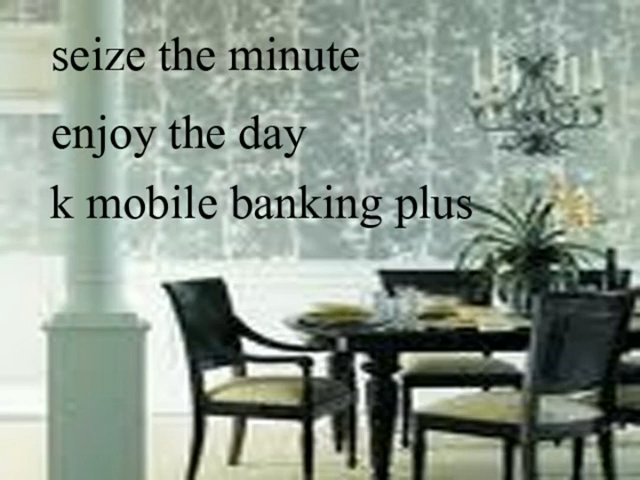 seize the minute
enjoy the day
k mobile banking plus